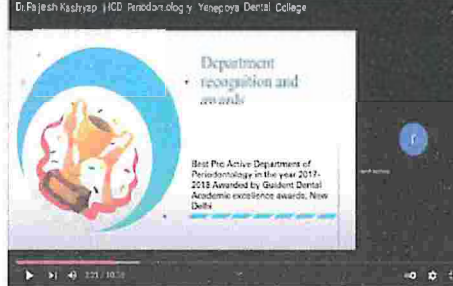 Dr.Rajesh Kashyap HOD Periodontology Yenepoya Dental College
Department
recognition and
awards
Best Pro Active Department of
Periodontology in the year 2017-
2018 Awarded by Guident Dental
Academic excellence awards, New
Delhi